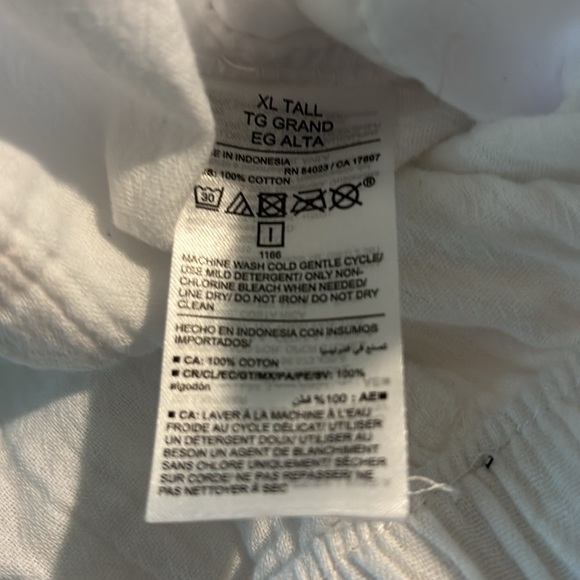 XL TALL
TG GRAND
EG ALTA
E IN INDONESIA
RN 54023 / CA 17897
100% COTTON
30
®
1166
MACHINE WASH COLD GENTLE CYCLE/
USE MILD DETERGENT/ ONLY NON-
CHLORINE BLEACH WHEN NEEDED/
LINE DRY/ DO NOT IRON/ DO NOT DRY
CLEAN
HECHO EN INDONESIA CON INSUMOS
IMPORTADOS/
صنع في اندونيسيا
■ CA: 100% COTON
■ CR/CL/EC/GT/MX/PA/PE/SV: 100%
algodón
■AE : 100% قطن
■ CA: LAVER À LA MACHINE À L'EAU
FROIDE AU CYCLE DÉLICAT/ UTILISER
UN DÉTERGENT DOUX/ UTILISER AU
BESOIN UN AGENT DE BLANCHIMENT
SANS CHLORE UNIQUEMENT/ SÉCHER
SUR CORDE/ NE PAS REPASSER/ NE
PAS NETTOYER À SEC